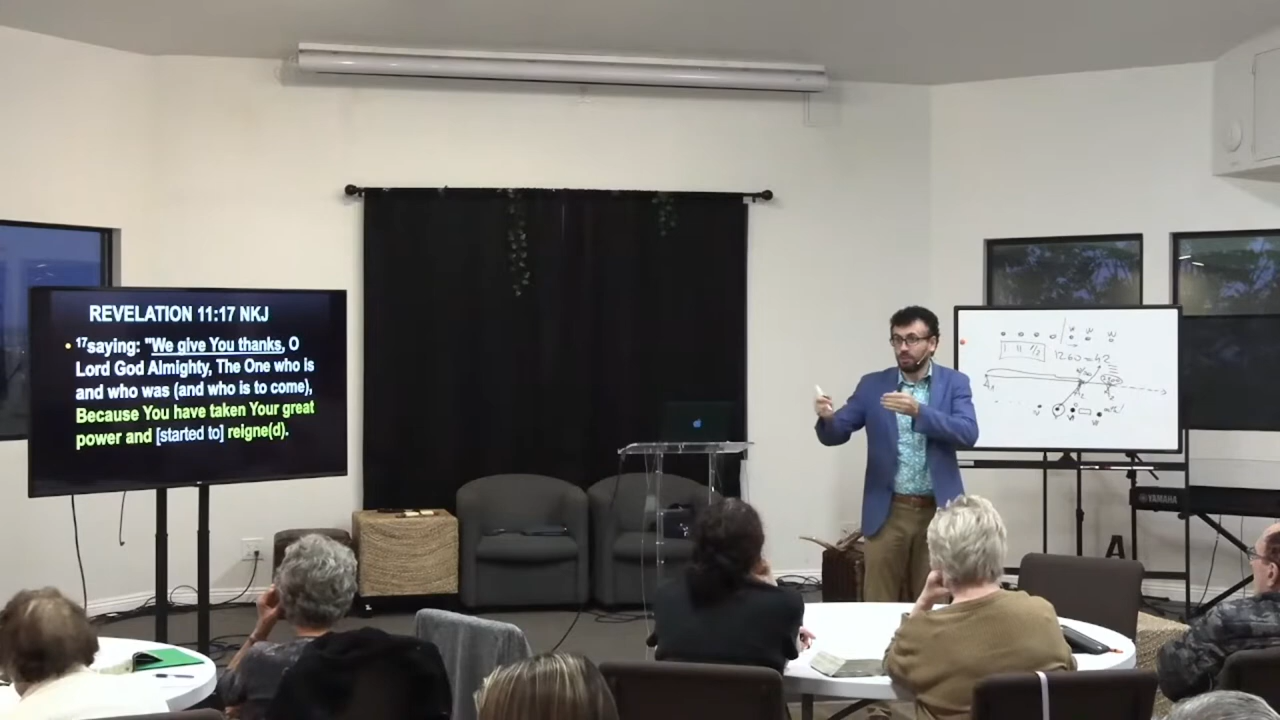 REVELATION 11:17 NKJ
• ¹⁷saying: "We give You thanks, O
Lord God Almighty, The One who is
and who was (and who is to come),
Because You have taken Your great
power and [started to] reigne(d).
1260=42
YAMAHA